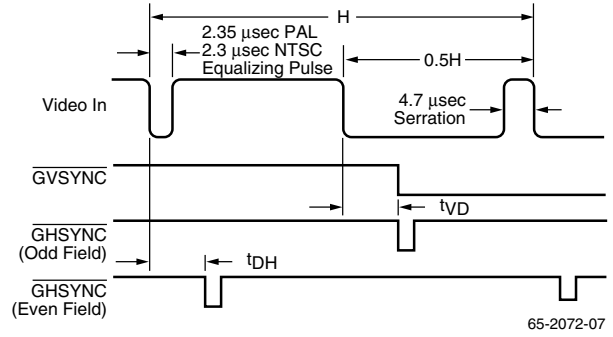 H
2.35 μsec PAL
2.3 μsec NTSC
Equalizing Pulse
0.5H
Video In
4.7 μsec
Serration
GVSYNC
tVD
GHSYNC
(Odd Field)
tDH
GHSYNC
(Even Field)
65-2072-07